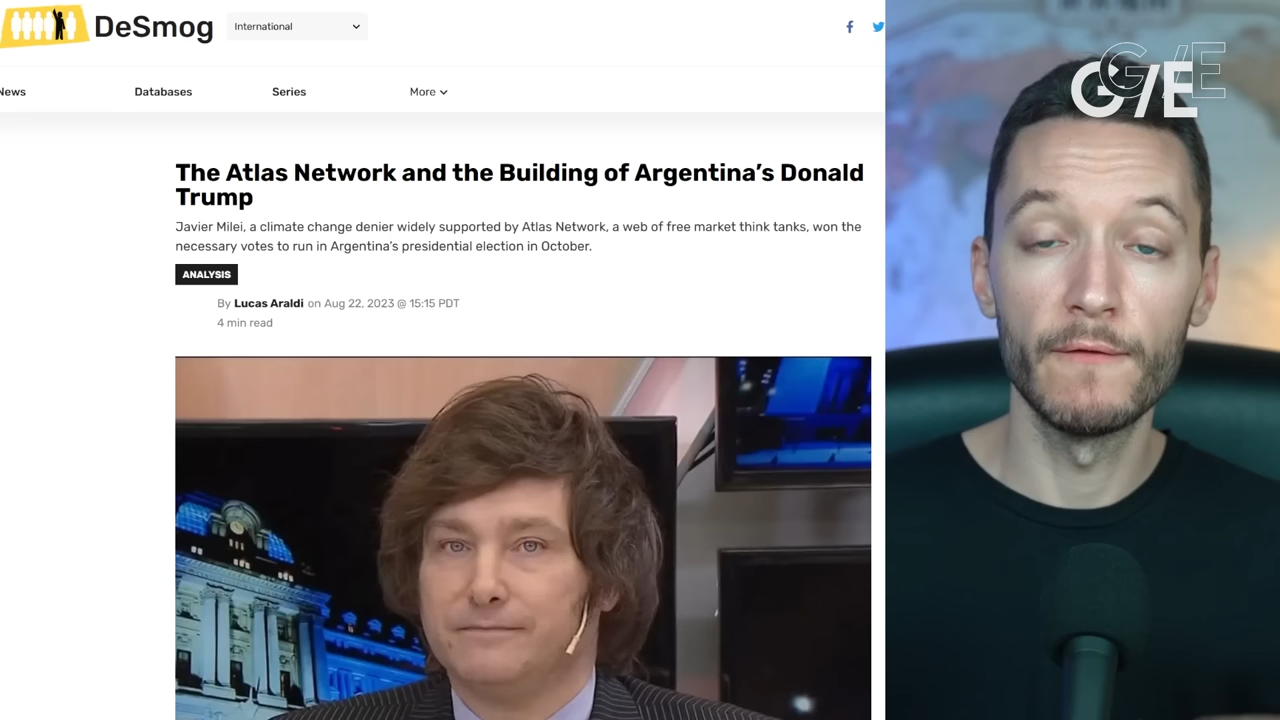 DeSmog
International
News
Databases
Series
More
The Atlas Network and the Building of Argentina’s Donald
Trump
Javier Milei, a climate change denier widely supported by Atlas Network, a web of free market think tanks, won the
necessary votes to run in Argentina’s presidential election in October.
ANALYSIS
By Lucas Araldi on Aug 22, 2023 @ 15:15 PDT
4 min read
G/E
G/E